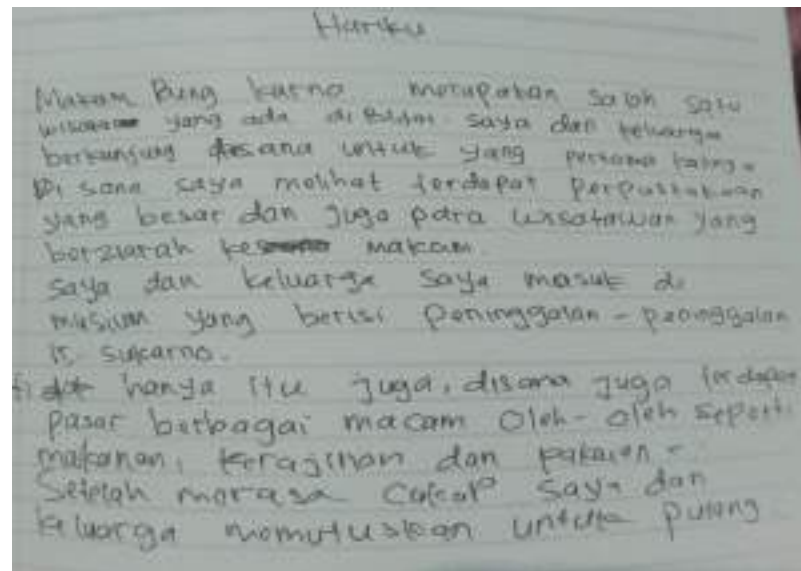 Hariku
Makam Bung karno merupakan salah satu
wisata yang ada di Blitar. saya dan keluarga
berkunjung disana untuk yang pertama kalinya
Di sana saya melihat terdapat perpustakaan
yang besar dan juga para wisatawan yang
berziarah ke makam.
Saya dan keluarga saya masuk di
musium yang berisi peninggalan - peninggalan
ir. sukarno.
tidak hanya itu juga, disana juga terdapat
pasar berbagai macam oleh - oleh seperti
makanan, kerajinan dan pakaian.
Setelah merasa cukup saya dan
keluarga memutuskan untuk pulang